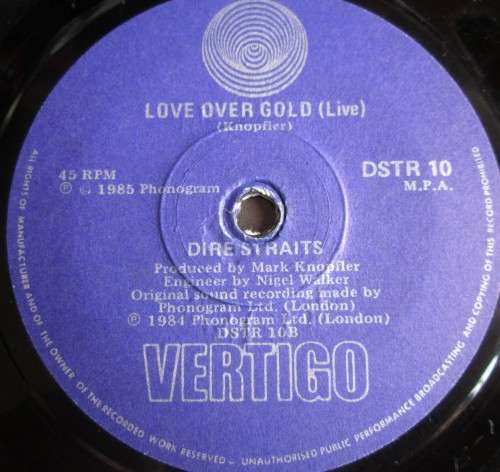 LOVE OVER GOLD (Live)
(Knopfler)
45 RPM
Ⓟ © 1985 Phonogram
DSTR 10
M.P.A.
DIRE STRAITS
Produced by Mark Knopfler
Engineer by Nigel Walker
Original sound recording made by
Phonogram Ltd. (London)
Ⓟ 1984 Phonogram Ltd. (London)
DSTR 10B
VERTIGO
ALL RIGHTS OF MANUFACTURER AND OF THE OWNER OF THE RECORDED WORK RESERVED – UNAUTHORISED PUBLIC PERFORMANCE BROADCASTING AND COPYING OF THIS RECORD PROHIBITED